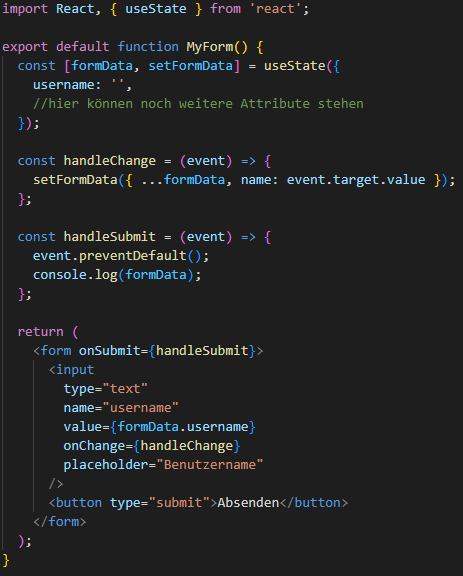 import React, { useState } from 'react';

export default function MyForm() {
  const [formData, setFormData] = useState({
    username: '',
    //hier können noch weitere Attribute stehen
  });

  const handleChange = (event) => {
    setFormData({ ...formData, name: event.target.value });
  };

  const handleSubmit = (event) => {
    event.preventDefault();
    console.log(formData);
  };

  return (
    <form onSubmit={handleSubmit}>
      <input
        type="text"
        name="username"
        value={formData.username}
        onChange={handleChange}
        placeholder="Benutzername"
      />
      <button type="submit">Absenden</button>
    </form>
  );
}